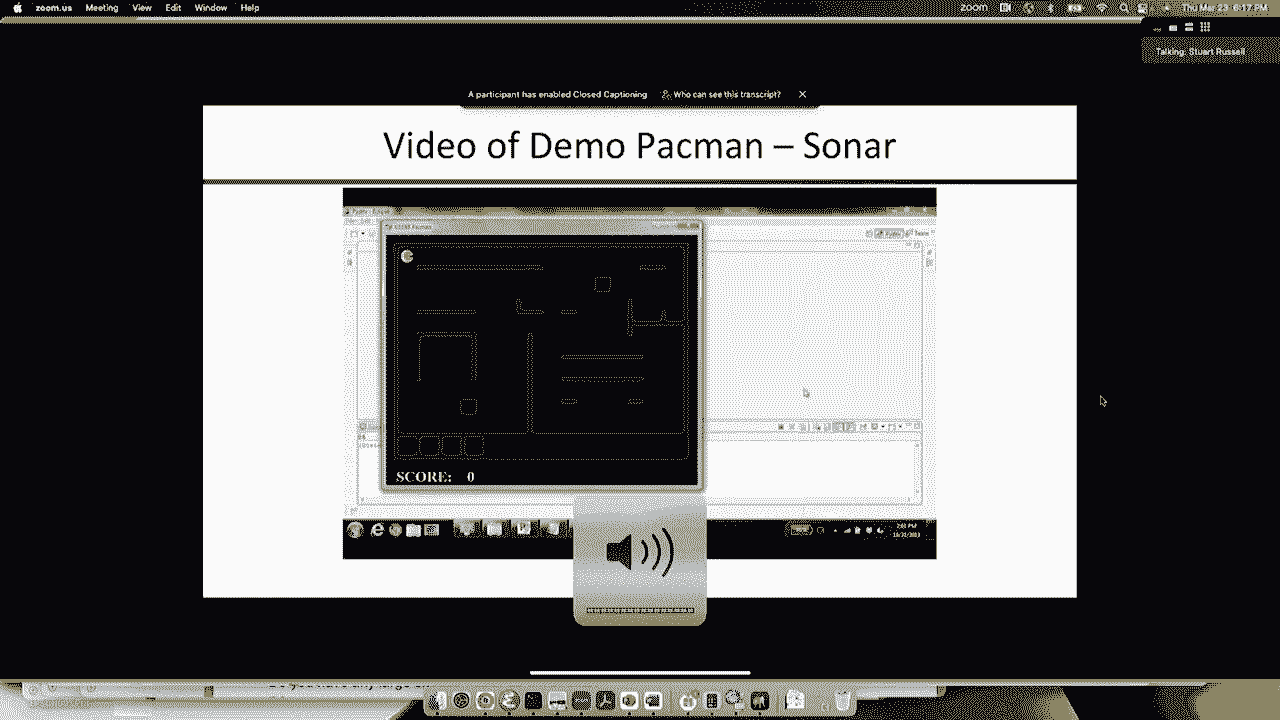 zoom.us Meeting View Edit Window Help
zoom Thu Mar 23 6:17 PM
Talking: Stuart Russell
A participant has enabled Closed Captioning Who can see this transcript?
Video of Demo Pacman – Sonar
SCORE: 0